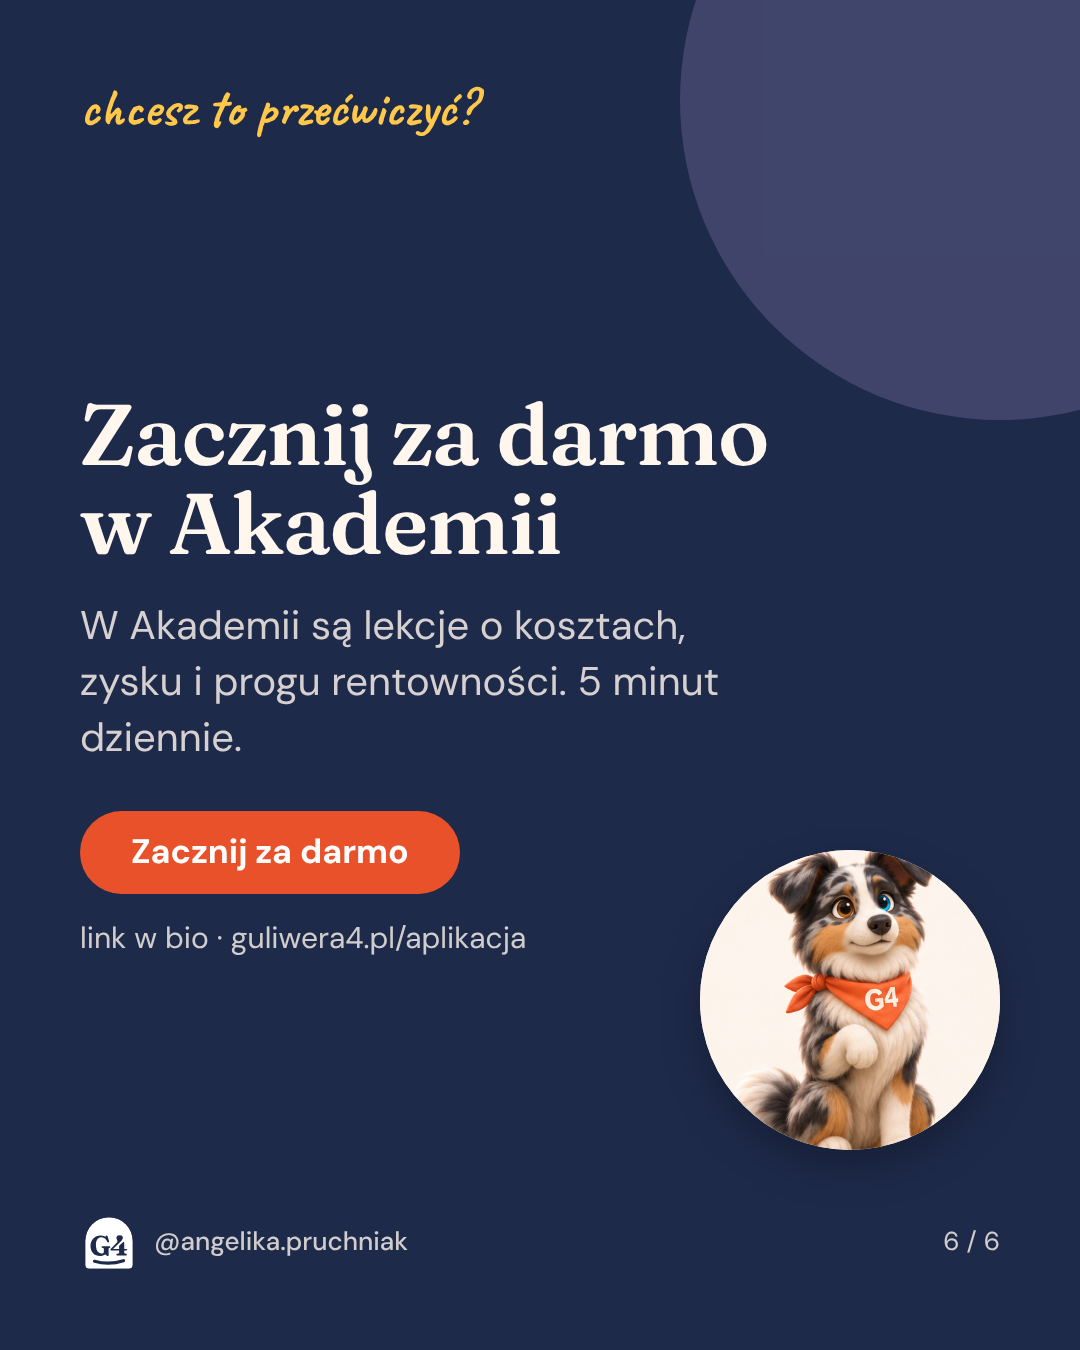 chcesz to przećwiczyć?
Zacznij za darmo
w Akademii
W Akademii są lekcje o kosztach,
zysku i progu rentowności. 5 minut
dziennie.
Zacznij za darmo
link w bio · guliwera4.pl/aplikacja
G4
G4
@angelika.pruchniak
6 / 6